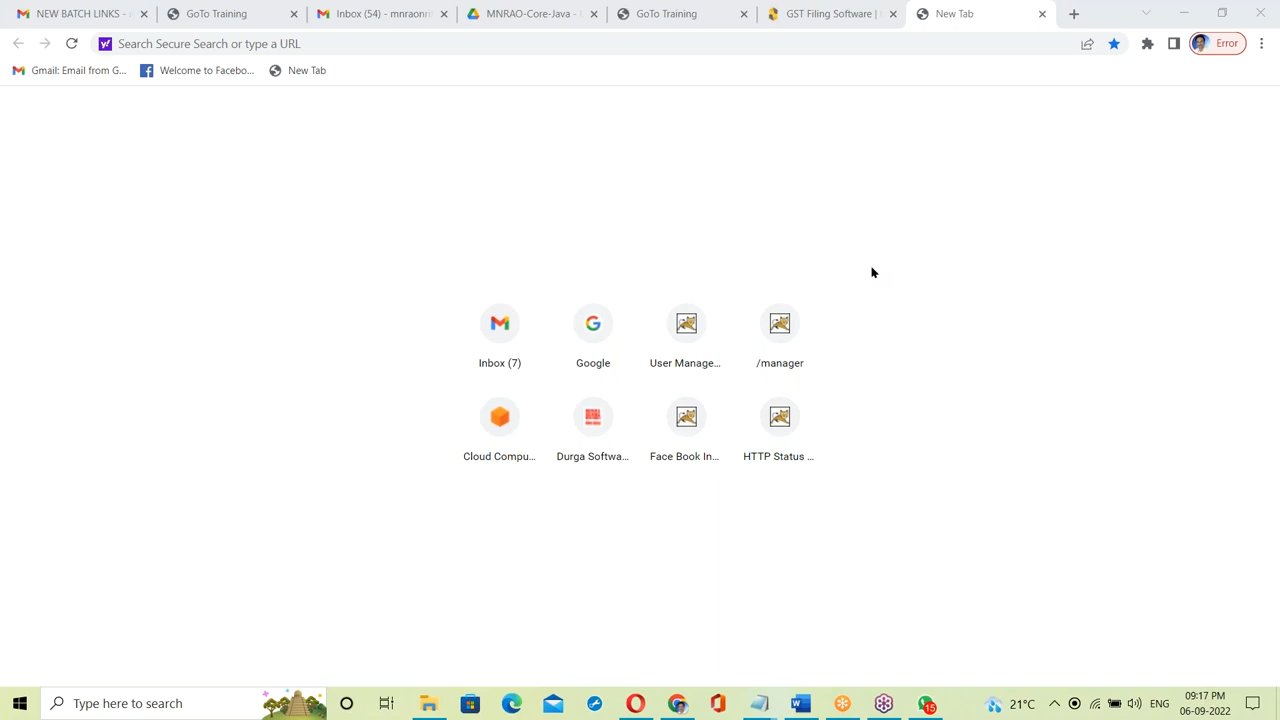 NEW BATCH LINKS - r
GoTo Training
Inbox (54) - mnraonr
MNRAO-Core-Java -
GoTo Training
GST Filing Software |
New Tab
Search Secure Search or type a URL
Error
Gmail: Email from G...
Welcome to Facebo...
New Tab
Inbox (7)
Google
User Manage...
/manager
Cloud Compu...
Durga Softwa...
Face Book In...
HTTP Status ...
Type here to search
15
21°C
ENG
09:17 PM
06-09-2022